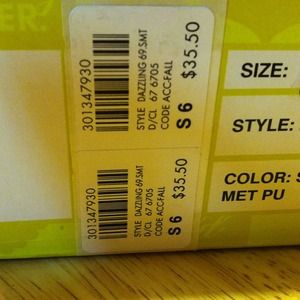 ER.
301347930
STYLE DAZZLING 69.SMT
D/CL 67 6705
CODE ACC-FALL
S 6 $35.50
301347930
STYLE DAZZLING 69.SMT
D/CL 67 6705
CODE ACC-FALL
S 6 $35.50
SIZE:
STYLE:
COLOR: S
MET PU